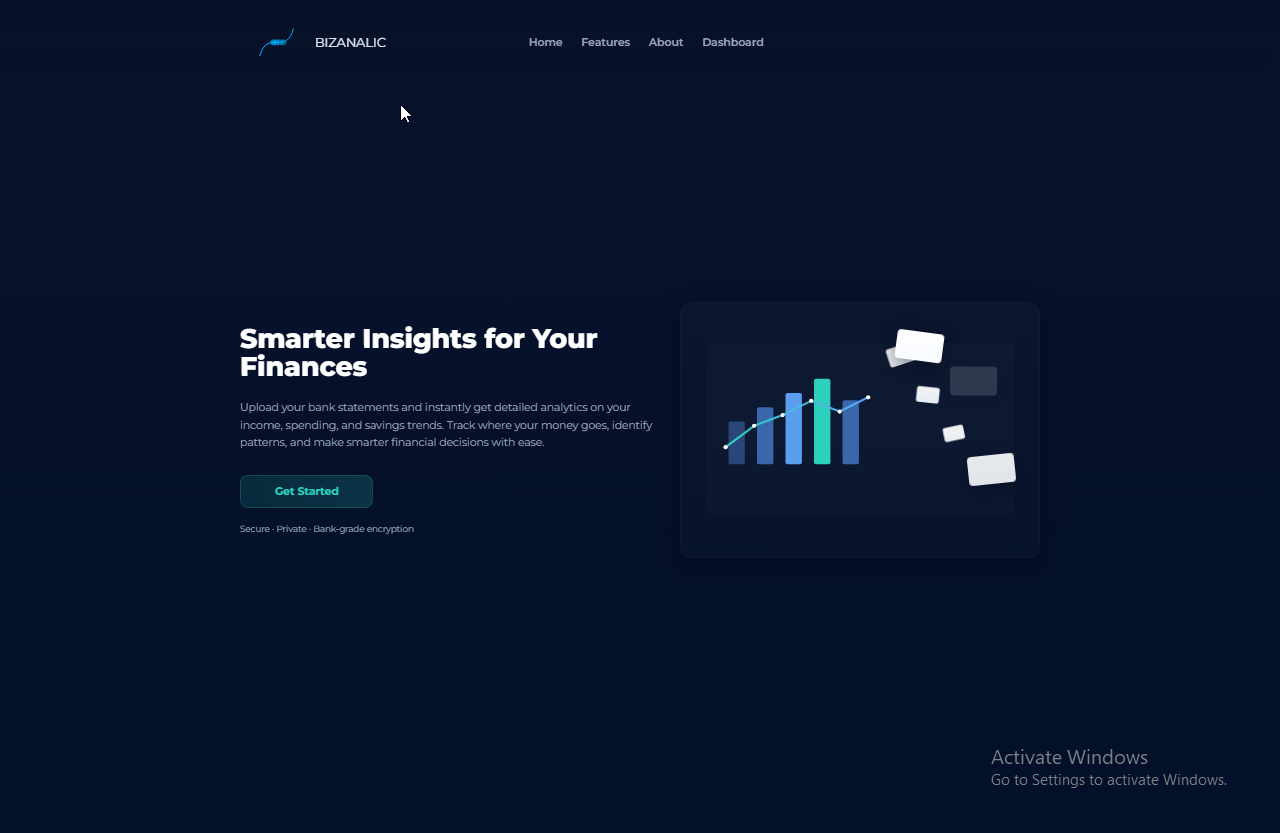 BIZANALIC
Home Features About Dashboard
Smarter Insights for Your
Finances
Upload your bank statements and instantly get detailed analytics on your
income, spending, and savings trends. Track where your money goes, identify
patterns, and make smarter financial decisions with ease.
Get Started
Secure · Private · Bank-grade encryption
Activate Windows
Go to Settings to activate Windows.